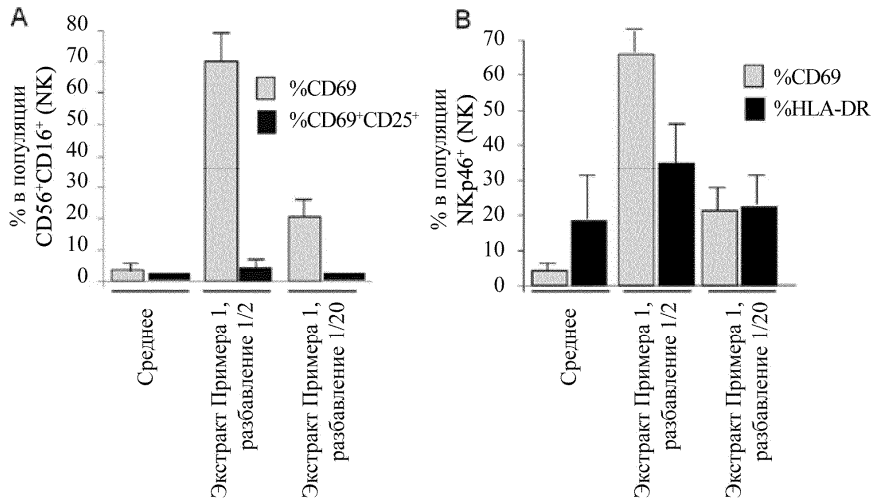 A
% в популяции
CD56⁺CD16⁺ (NK)
80
70
60
50
40
30
20
10
0
%CD69
%CD69⁺CD25⁺
Среднее
Экстракт Примера 1,
разбавление 1/2
Экстракт Примера 1,
разбавление 1/20
B
% в популяции
NKp46⁺ (NK)
70
60
50
40
30
20
10
0
%CD69
%HLA-DR
Среднее
Экстракт Примера 1,
разбавление 1/2
Экстракт Примера 1,
разбавление 1/20